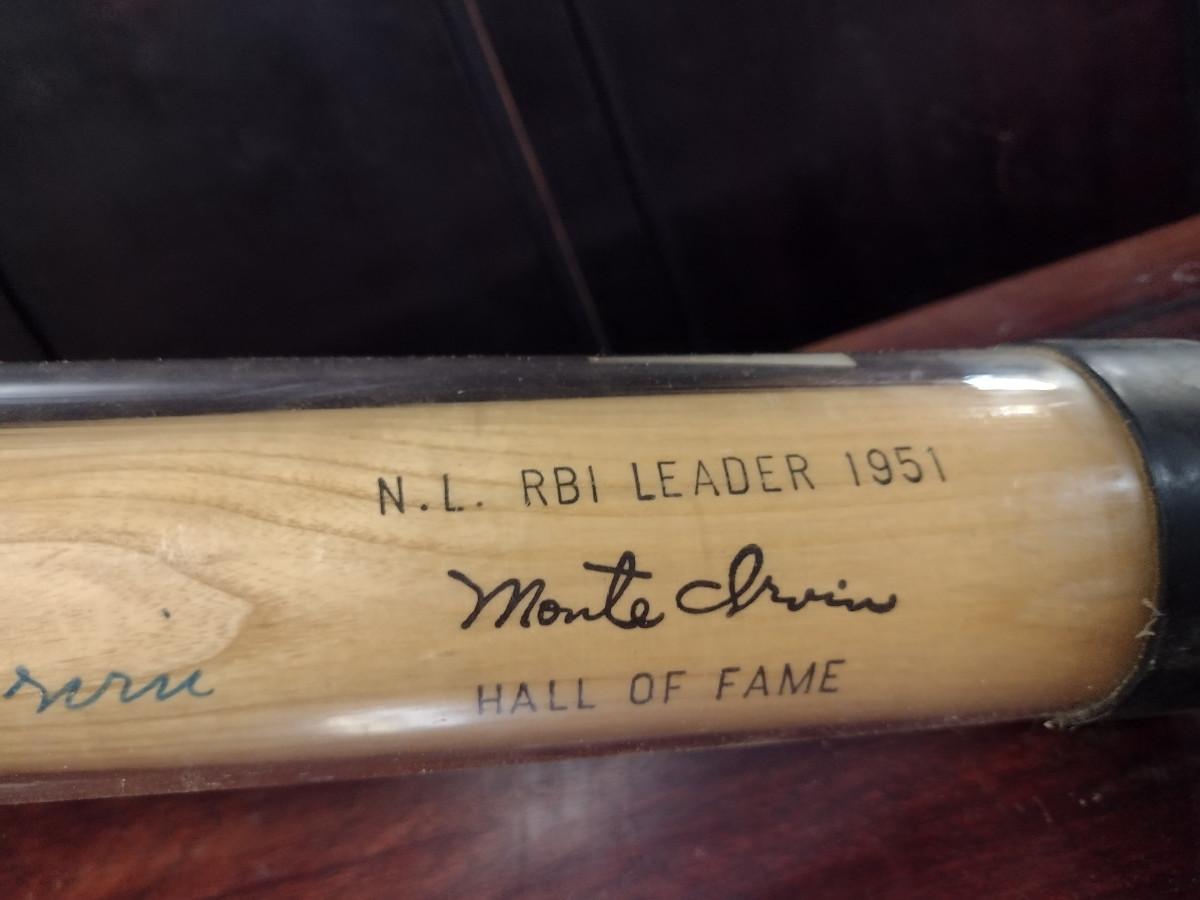 N.L. RBI LEADER 1951
Monte Irvin
HALL OF FAME